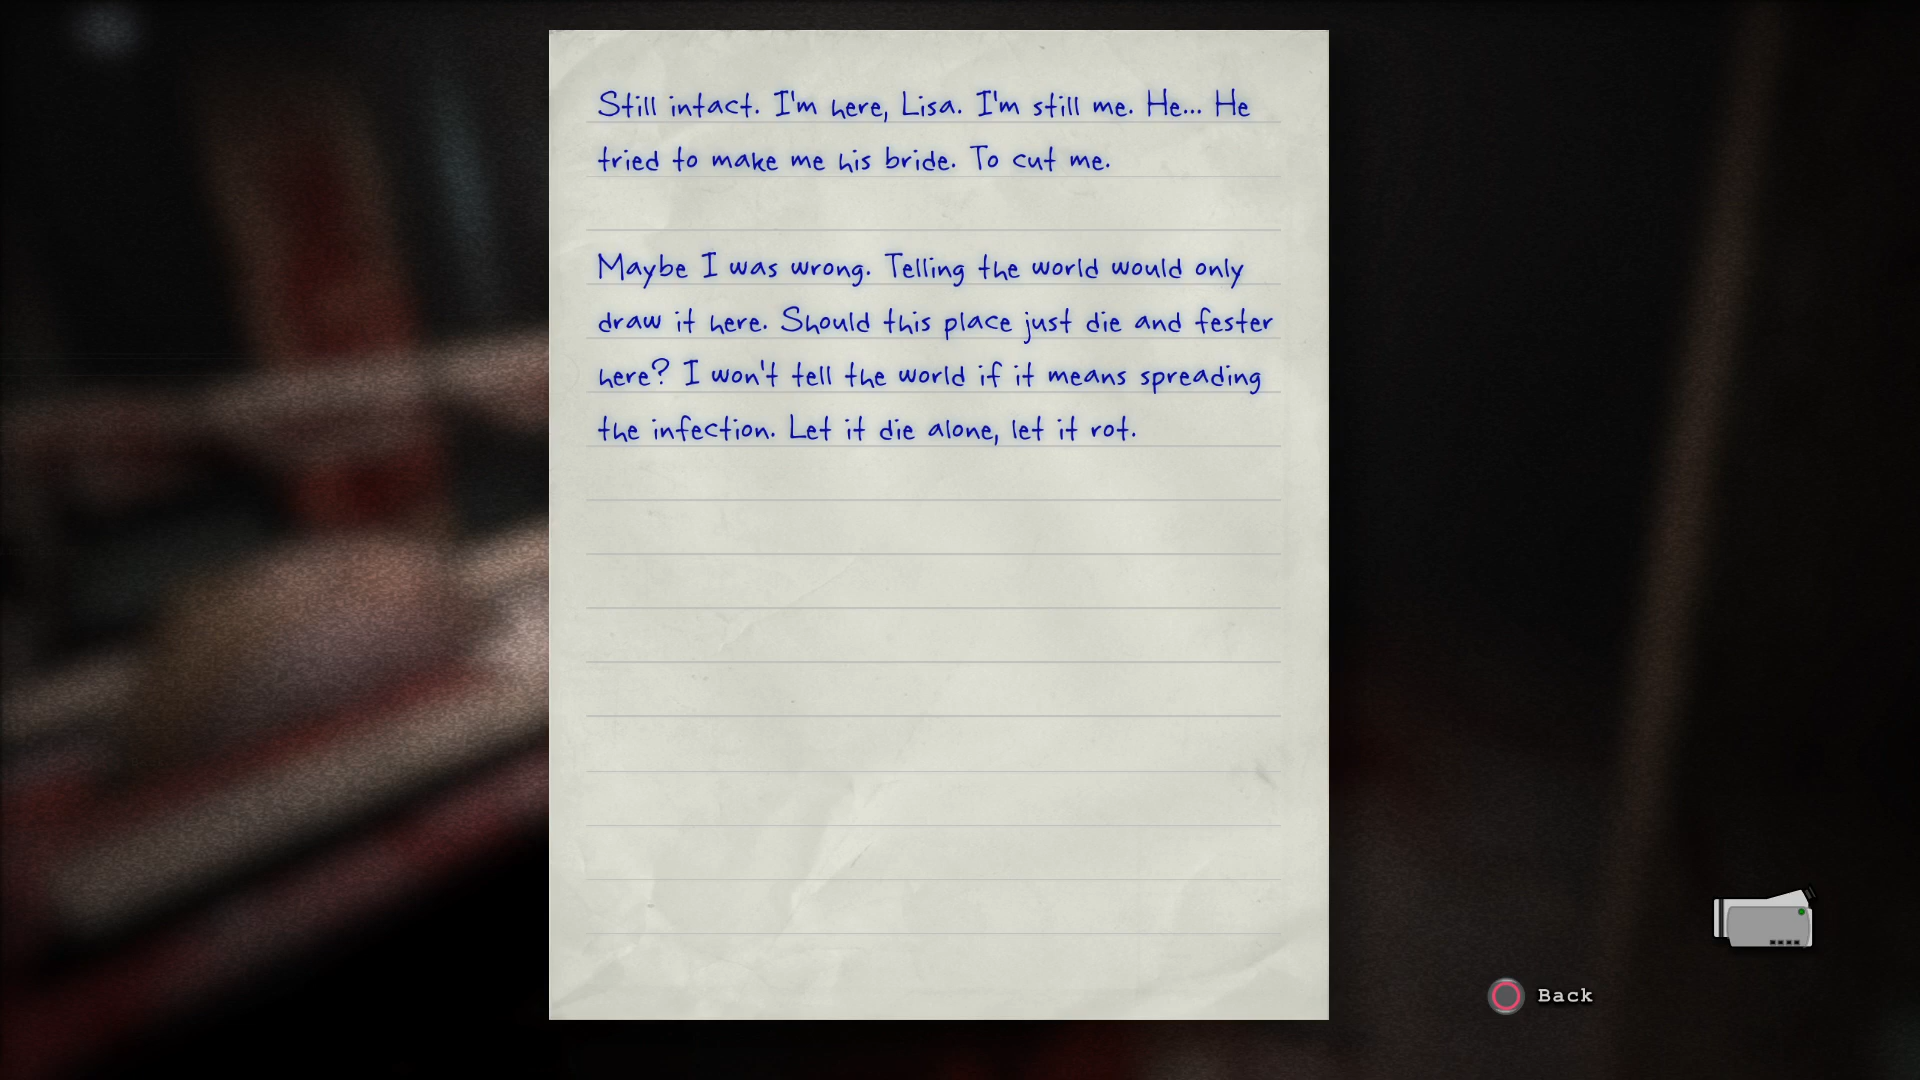 Still intact. I'm here, Lisa. I'm still me. He... He
tried to make me his bride. To cut me.
Maybe I was wrong. Telling the world would only
draw it here. Should this place just die and fester
here? I won't tell the world if it means spreading
the infection. Let it die alone, let it rot.
Back